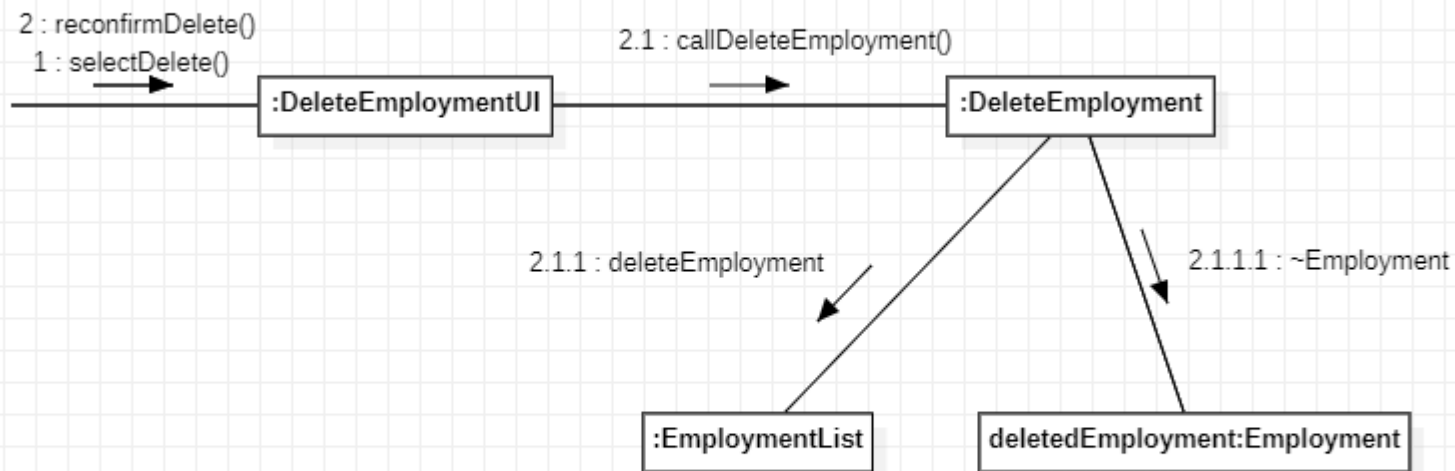 2 : reconfirmDelete()
1 : selectDelete()
2.1 : callDeleteEmployment()
:DeleteEmploymentUI
:DeleteEmployment
2.1.1 : deleteEmployment
2.1.1.1 : ~Employment
:EmploymentList
deletedEmployment:Employment